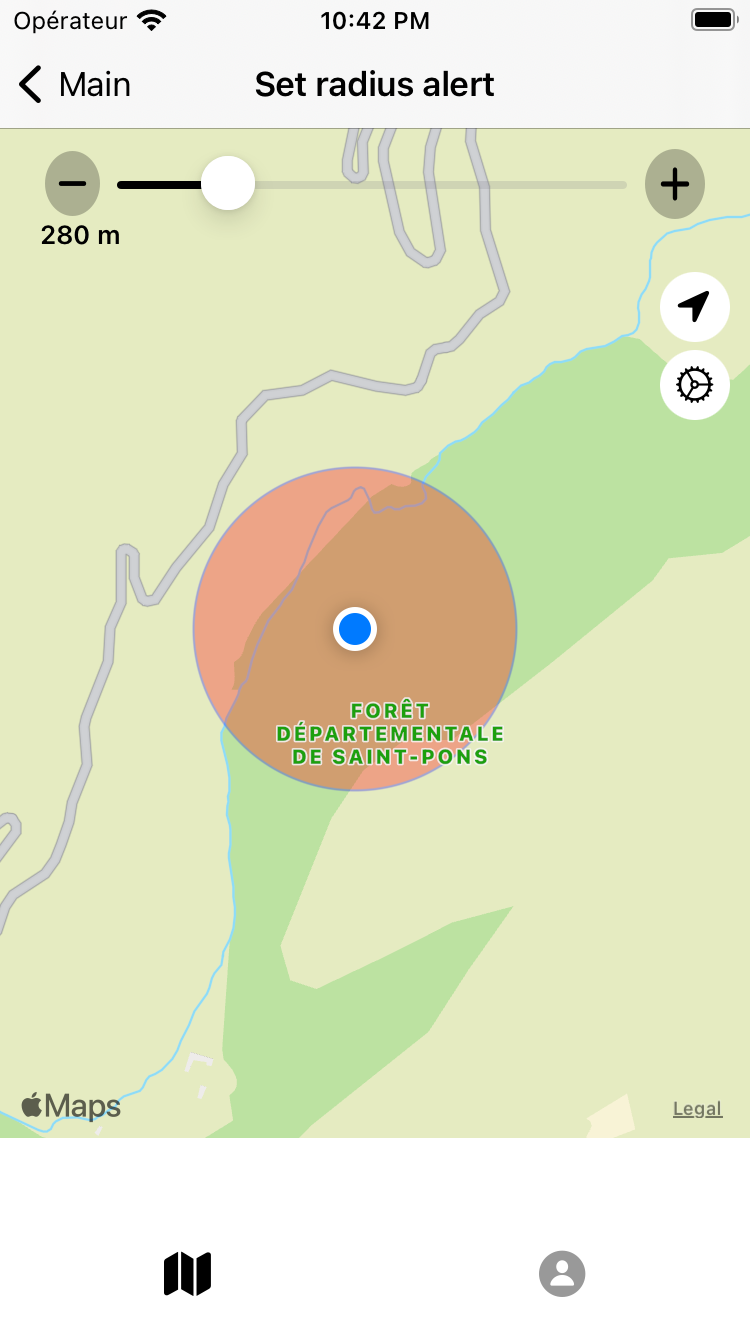 Opérateur 10:42 PM
Main Set radius alert
280 m
FORÊT
DÉPARTEMENTALE
DE SAINT-PONS
Maps Legal